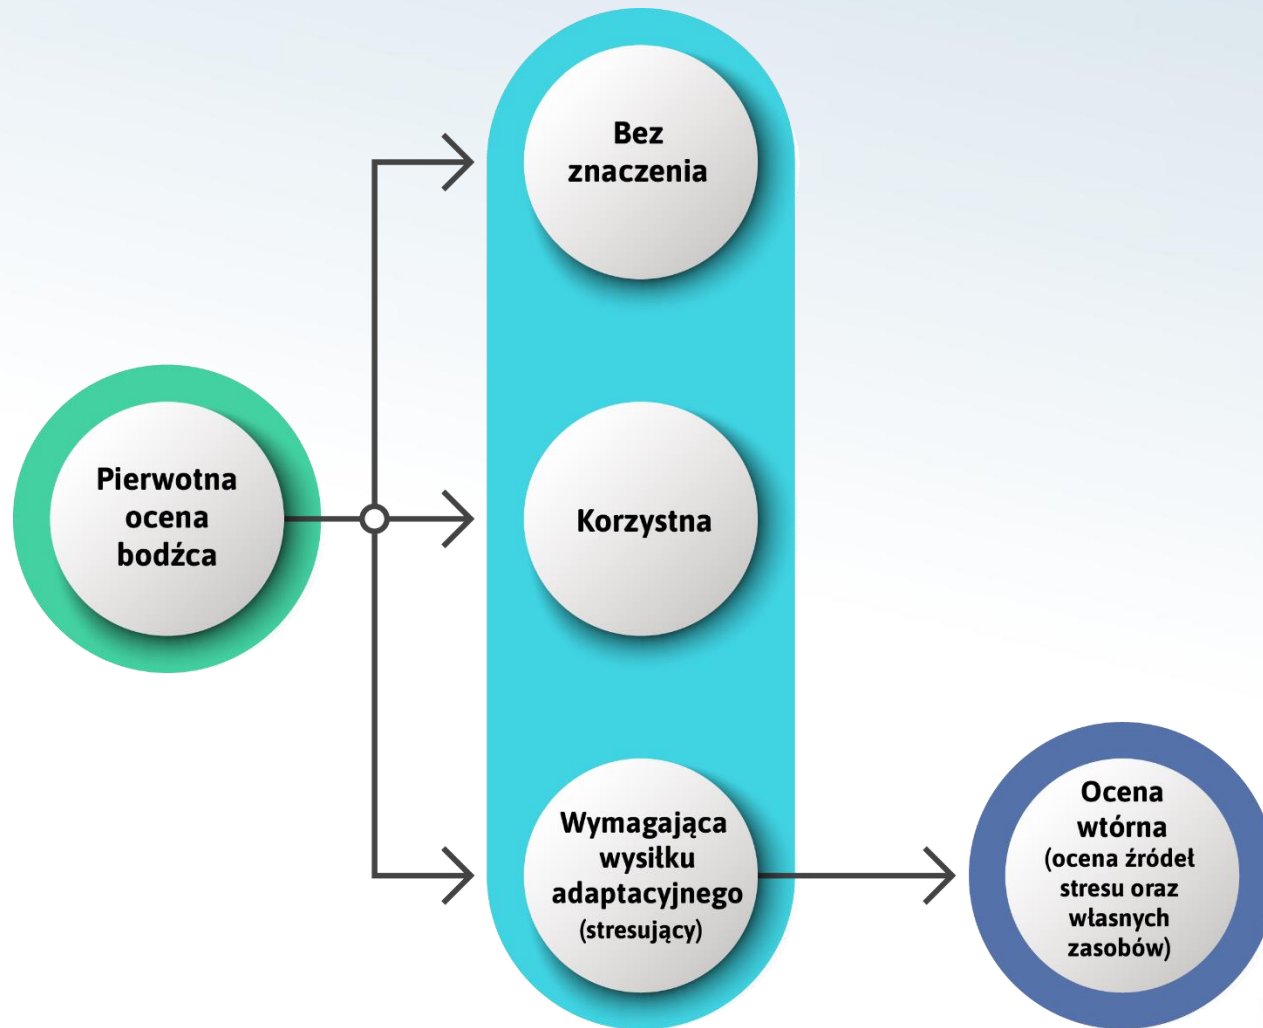 Bez
znaczenia
Pierwotna
ocena
bodźca
Korzystna
Wymagająca
wysiłku
adaptacyjnego
(stresujący)
Ocena
wtórna
(ocena źródeł
stresu oraz
własnych
zasobów)